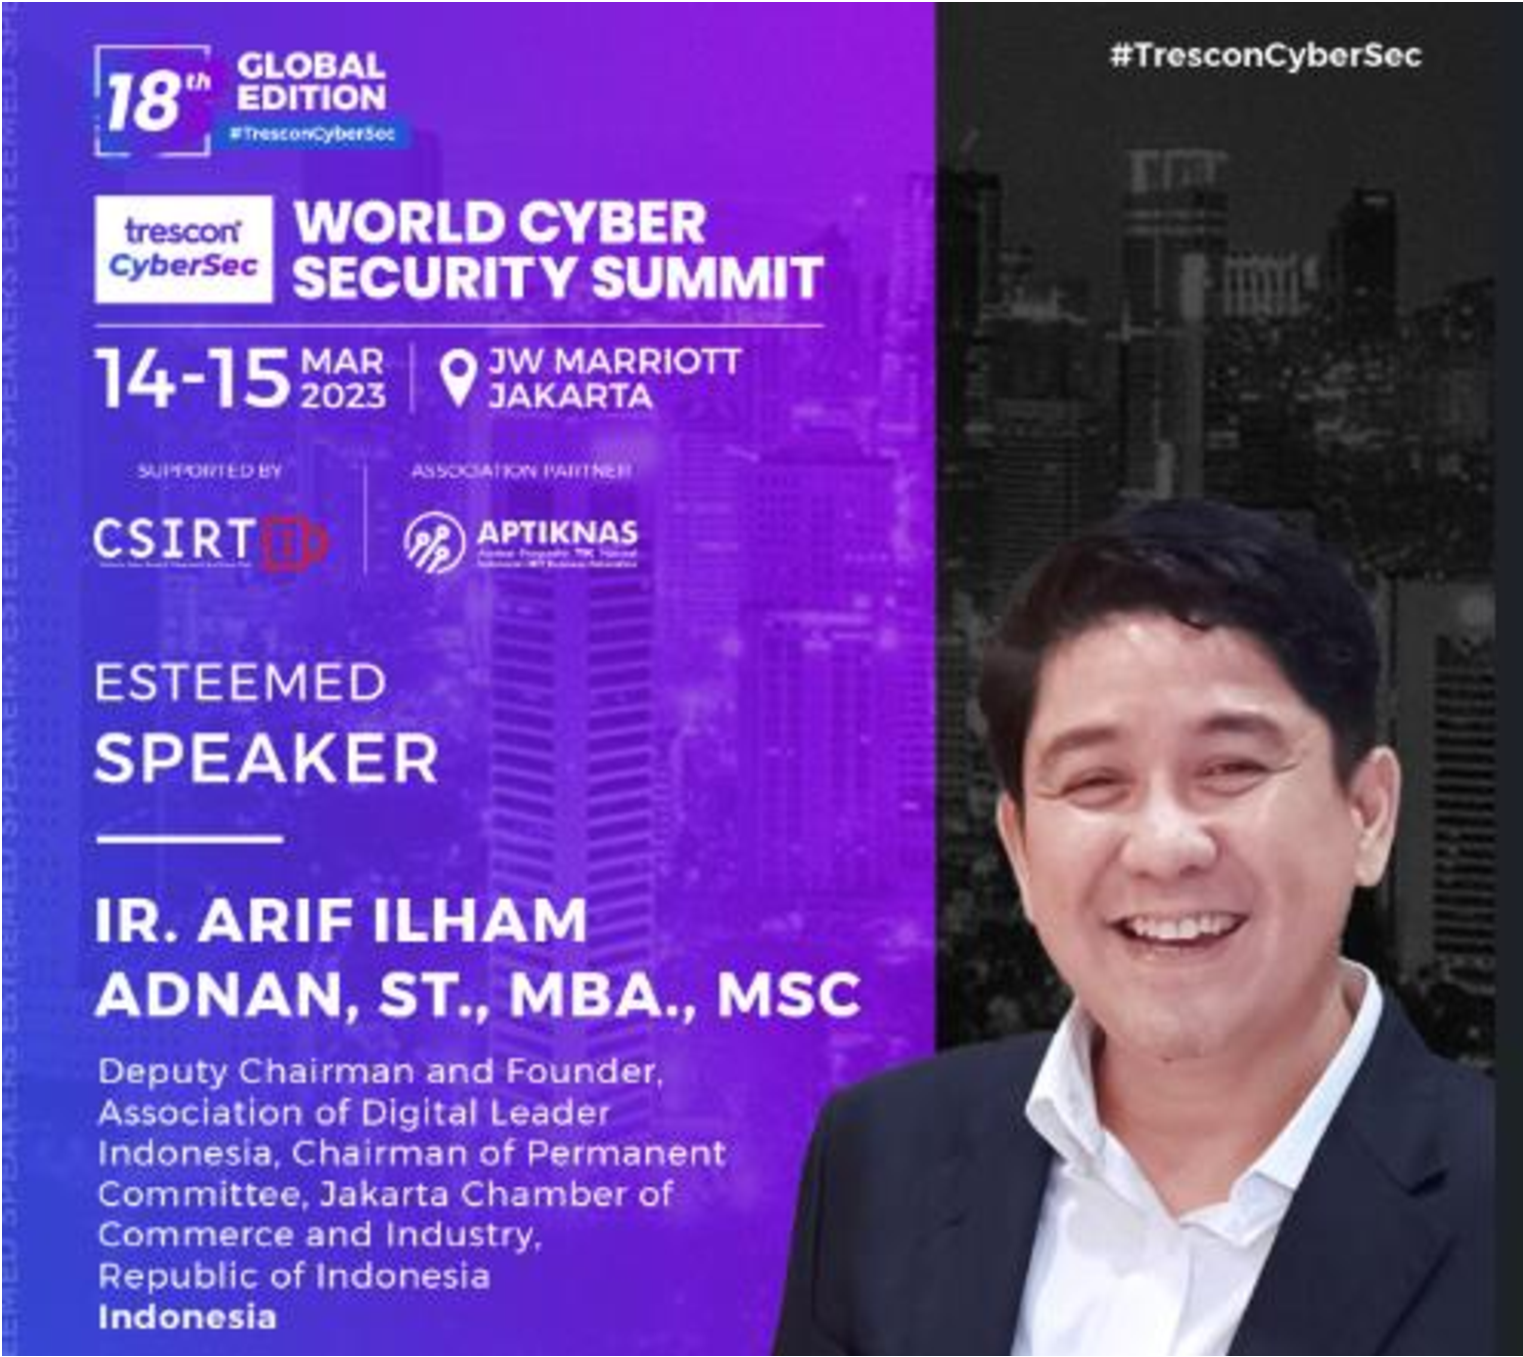 18th
GLOBAL
EDITION
#TresconCyberSec
#TresconCyberSec
trescon
CyberSec
WORLD CYBER
SECURITY SUMMIT
14-15 MAR
2023
JW MARRIOTT
JAKARTA
SUPPORTED BY
ASSOCIATION PARTNER
CSIRT
APTIKNAS
ESTEEMED
SPEAKER
IR. ARIF ILHAM
ADNAN, ST., MBA., MSC
Deputy Chairman and Founder,
Association of Digital Leader
Indonesia, Chairman of Permanent
Committee, Jakarta Chamber of
Commerce and Industry,
Republic of Indonesia
Indonesia